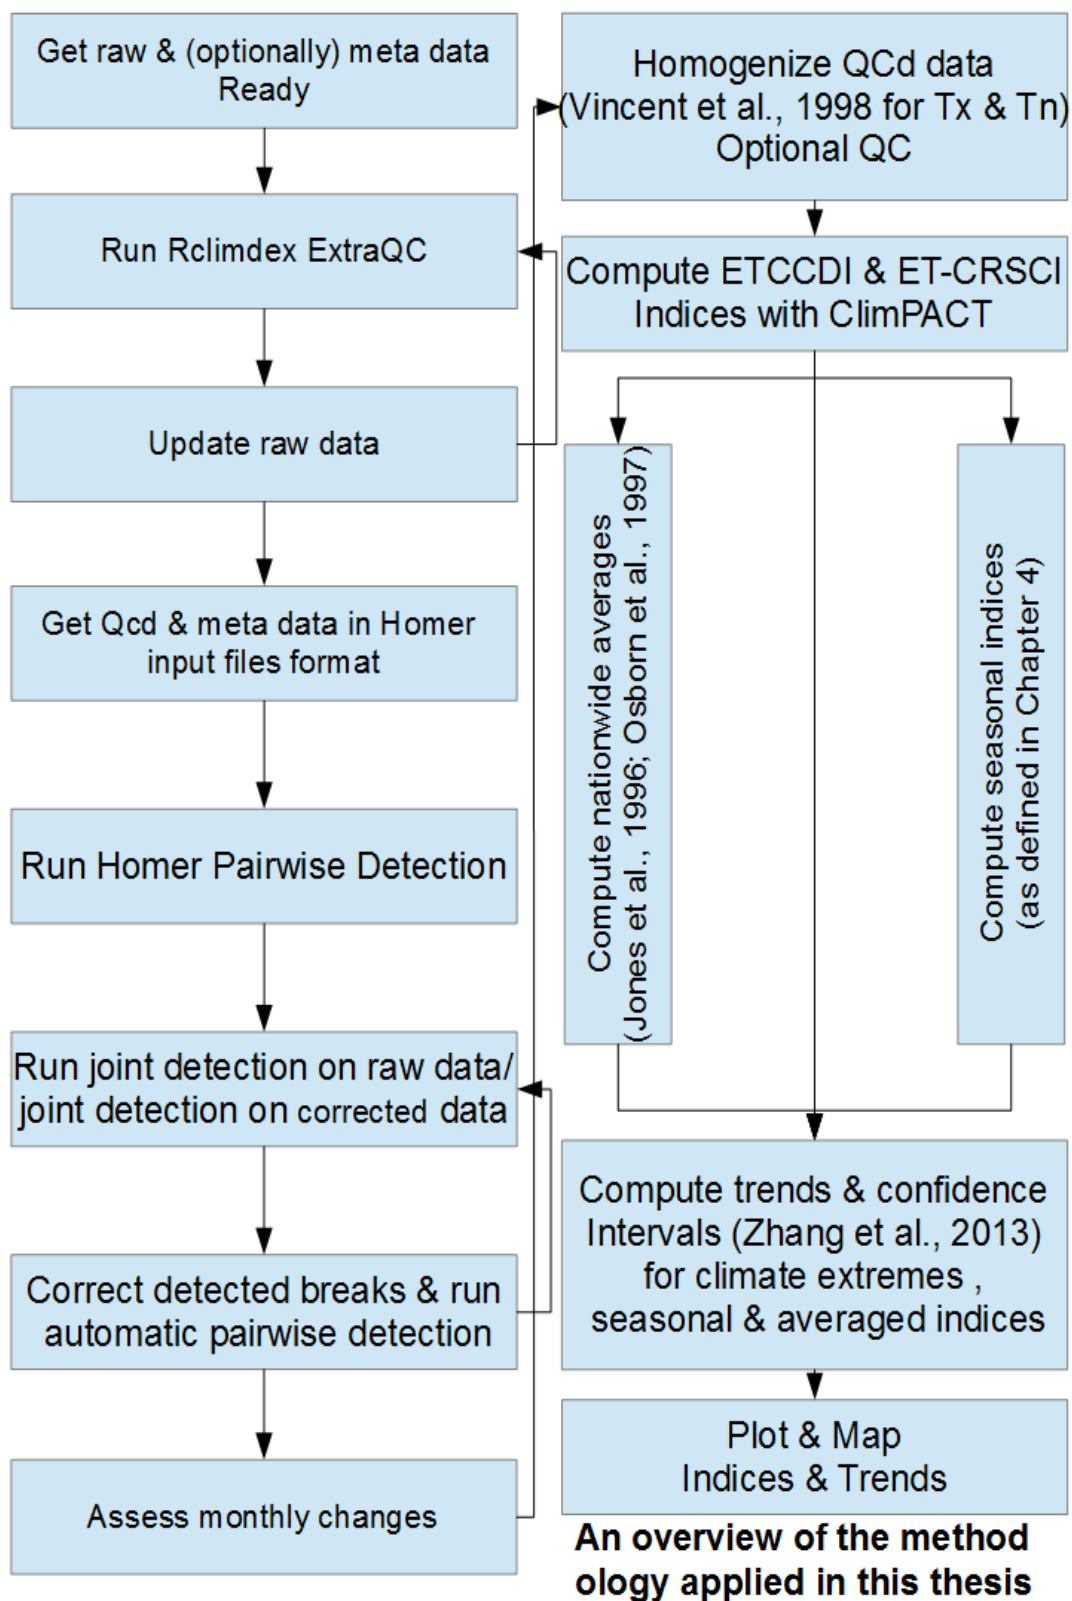 Get raw & (optionally) meta data
Ready
Run Rclimdex ExtraQC
Update raw data
Get Qcd & meta data in Homer
input files format
Run Homer Pairwise Detection
Run joint detection on raw data/
joint detection on corrected data
Correct detected breaks & run
automatic pairwise detection
Assess monthly changes
Homogenize QCd data
(Vincent et al., 1998 for Tx & Tn)
Optional QC
Compute ETCCDI & ET-CRSCI
Indices with ClimPACT
Compute nationwide averages
(Jones et al., 1996; Osborn et al., 1997)
Compute seasonal indices
(as defined in Chapter 4)
Compute trends & confidence
Intervals (Zhang et al., 2013)
for climate extremes ,
seasonal & averaged indices
Plot & Map
Indices & Trends
An overview of the method
ology applied in this thesis